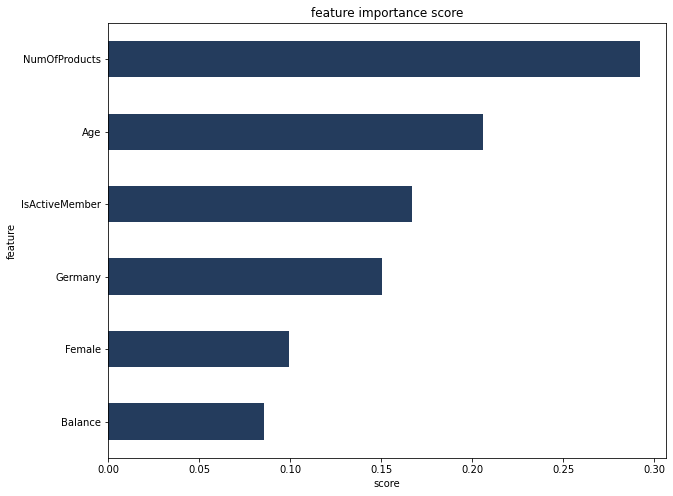 feature importance score
NumOfProducts
Age
IsActiveMember
Germany
Female
Balance
feature
0.00 0.05 0.10 0.15 0.20 0.25 0.30
score